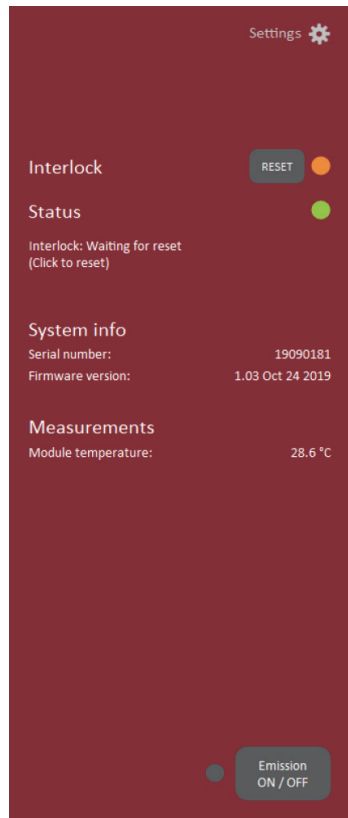 Settings
Interlock RESET
Status
Interlock: Waiting for reset
(Click to reset)
System info
Serial number: 19090181
Firmware version: 1.03 Oct 24 2019
Measurements
Module temperature: 28.6 °C
Emission
ON / OFF